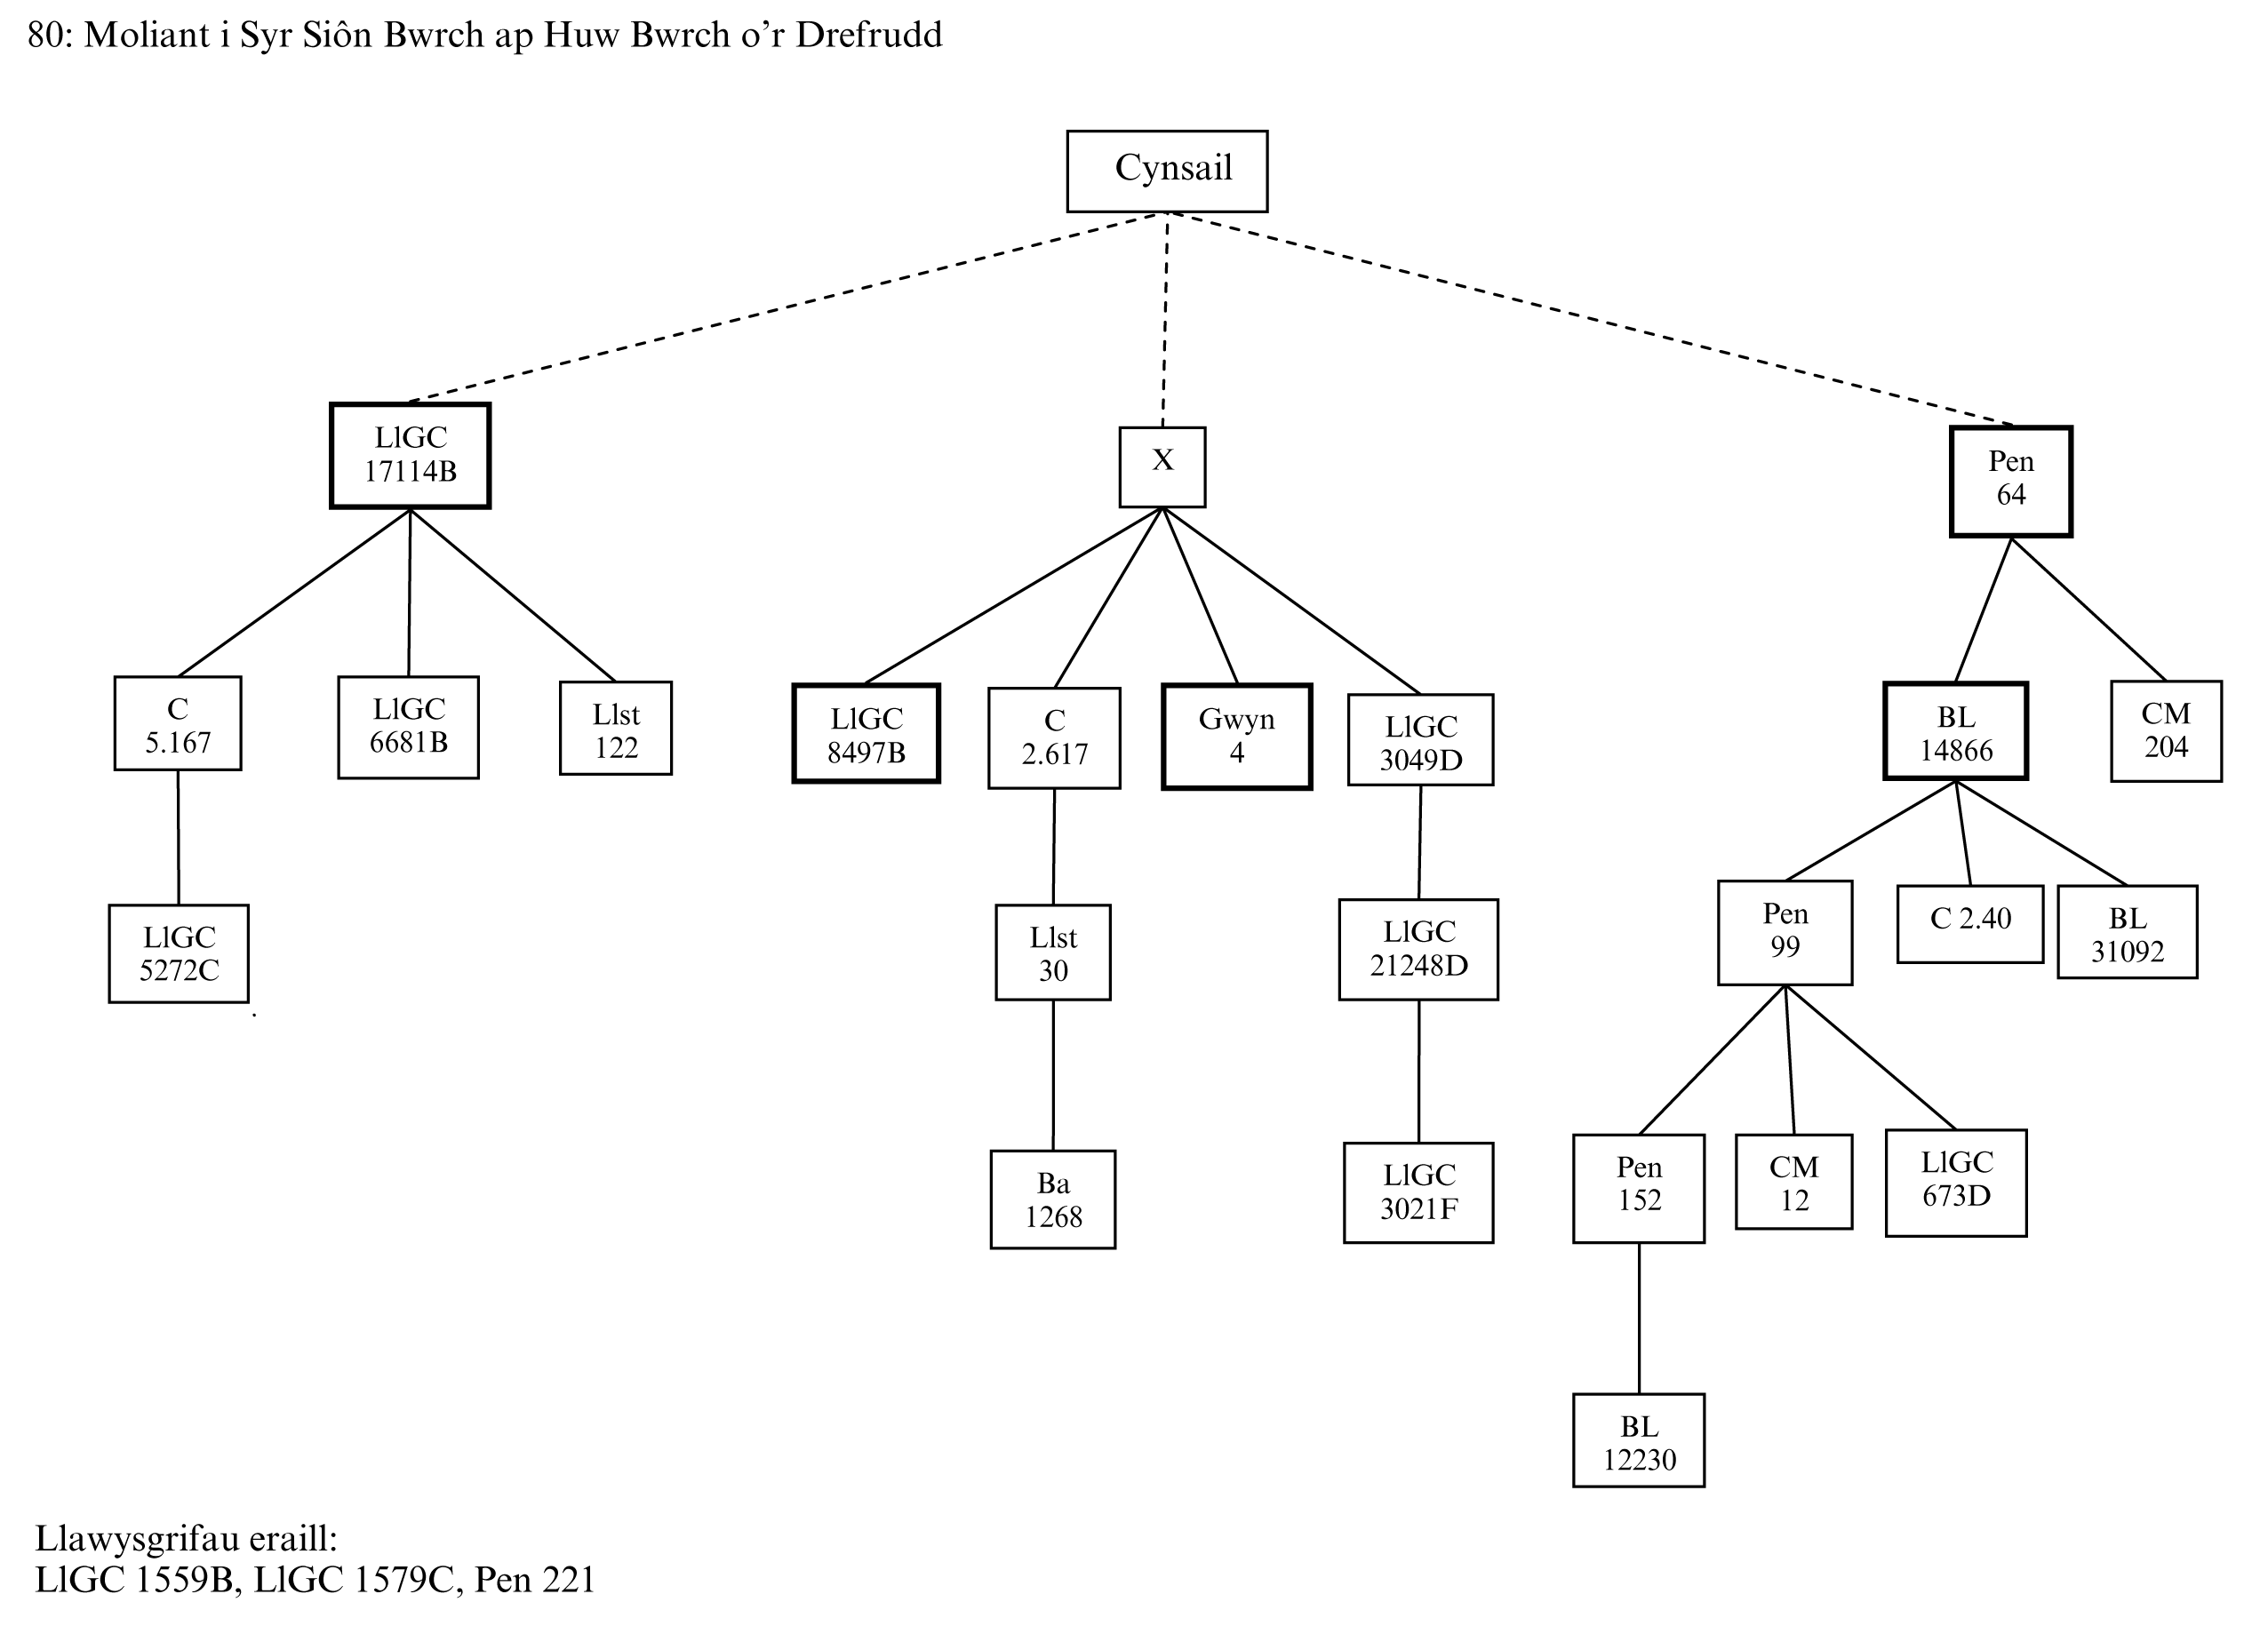 80: Moliant i Syr Siôn Bwrch ap Huw Bwrch o’r Drefrudd
Cynsail
LlGC
17114B
X
Pen
64
C
5.167
LlGC
6681B
Llst
122
LlGC
8497B
C
2.617
Gwyn
4
LlGC
3049D
BL
14866
CM
204
LlGC
5272C
Llst
30
LlGC
21248D
Pen
99
C 2.40
BL
31092
Ba
1268
LlGC
3021F
Pen
152
CM
12
LlGC
673D
BL
12230
Llawysgrifau eraill:
LlGC 1559B, LlGC 1579C, Pen 221